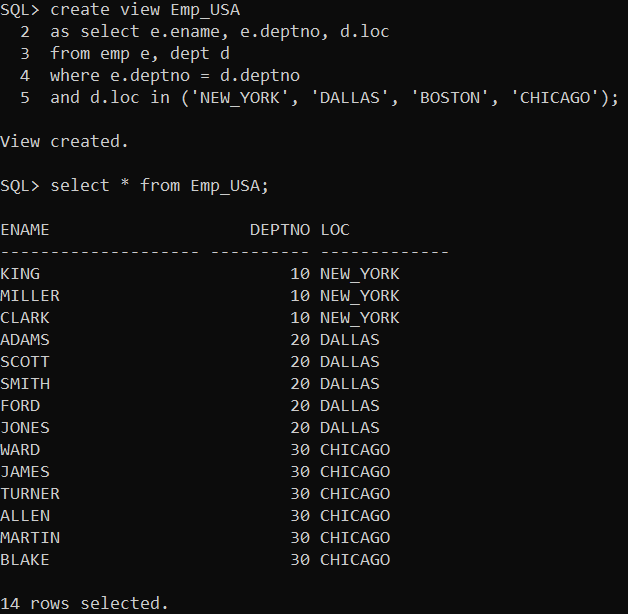 SQL> create view Emp_USA
  2  as select e.ename, e.deptno, d.loc
  3  from emp e, dept d
  4  where e.deptno = d.deptno
  5  and d.loc in ('NEW_YORK', 'DALLAS', 'BOSTON', 'CHICAGO');

View created.

SQL> select * from Emp_USA;

ENAME                    DEPTNO LOC
-------------------- ---------- -------------
KING                         10 NEW_YORK
MILLER                       10 NEW_YORK
CLARK                        10 NEW_YORK
ADAMS                        20 DALLAS
SCOTT                        20 DALLAS
SMITH                        20 DALLAS
FORD                         20 DALLAS
JONES                        20 DALLAS
WARD                         30 CHICAGO
JAMES                        30 CHICAGO
TURNER                       30 CHICAGO
ALLEN                        30 CHICAGO
MARTIN                       30 CHICAGO
BLAKE                        30 CHICAGO

14 rows selected.